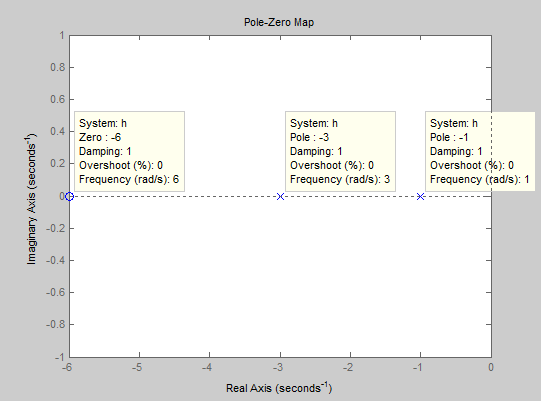 Pole-Zero Map
1
0.8
0.6
0.4
0.2
0
-0.2
-0.4
-0.6
-0.8
-1
Imaginary Axis (seconds-1)
System: h
Zero : -6
Damping: 1
Overshoot (%): 0
Frequency (rad/s): 6
System: h
Pole : -3
Damping: 1
Overshoot (%): 0
Frequency (rad/s): 3
System: h
Pole : -1
Damping: 1
Overshoot (%): 0
Frequency (rad/s): 1
-6 -5 -4 -3 -2 -1 0
Real Axis (seconds-1)